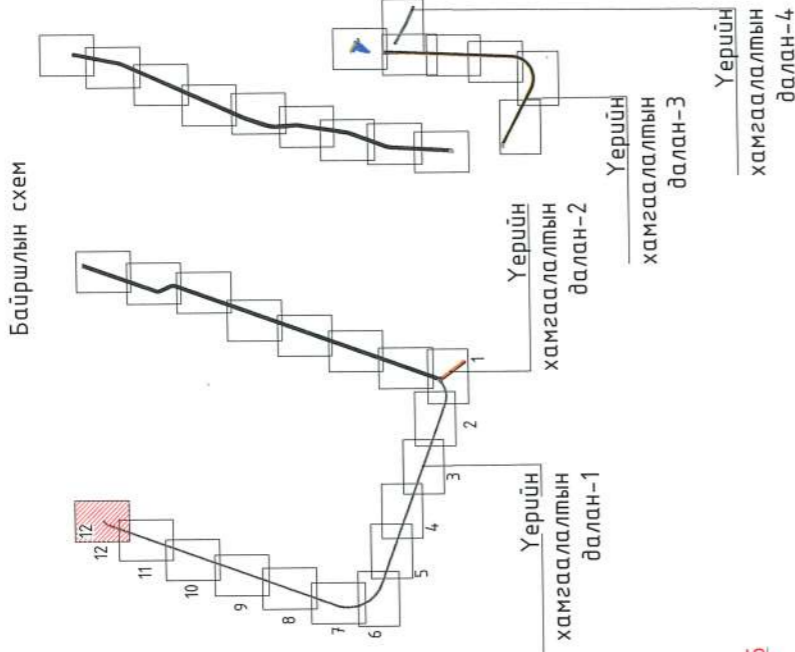 Байршлын схем
12
12
11
10
9
8
7
6
5
4
3
2
1
Үерийн
хамгаалалтын
далан-1
Үерийн
хамгаалалтын
далан-2
Үерийн
хамгаалалтын
далан-3
Үерийн
хамгаалалтын
далан-4